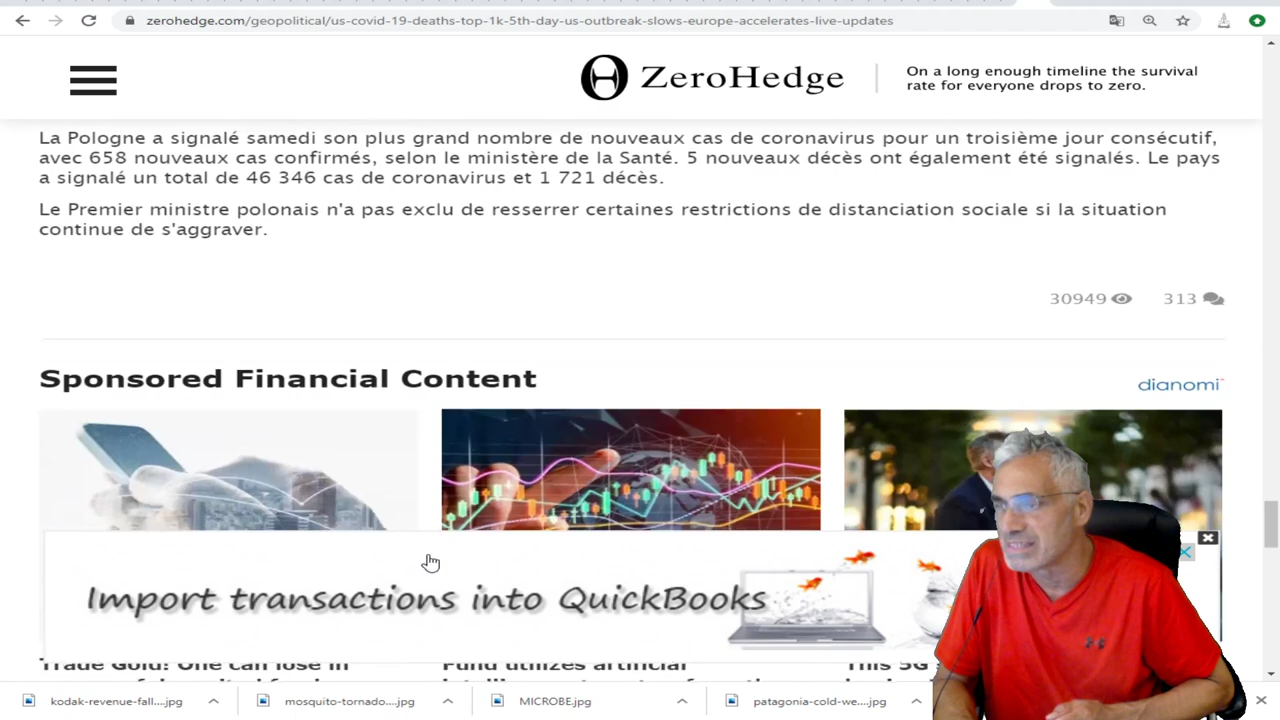 zerohedge.com/geopolitical/us-covid-19-deaths-top-1k-5th-day-us-outbreak-slows-europe-accelerates-live-updates
ZeroHedge
On a long enough timeline the survival
rate for everyone drops to zero.
La Pologne a signalé samedi son plus grand nombre de nouveaux cas de coronavirus pour un troisième jour consécutif,
avec 658 nouveaux cas confirmés, selon le ministère de la Santé. 5 nouveaux décès ont également été signalés. Le pays
a signalé un total de 46 346 cas de coronavirus et 1 721 décès.
Le Premier ministre polonais n'a pas exclu de resserrer certaines restrictions de distanciation sociale si la situation
continue de s'aggraver.
30949 313
Sponsored Financial Content
dianomi
Import transactions into QuickBooks
Trade Gold! One can lose in
Fund utilizes artificial
This 5G
kodak-revenue-fall....jpg
mosquito-tornado....jpg
MICROBE.jpg
patagonia-cold-we....jpg